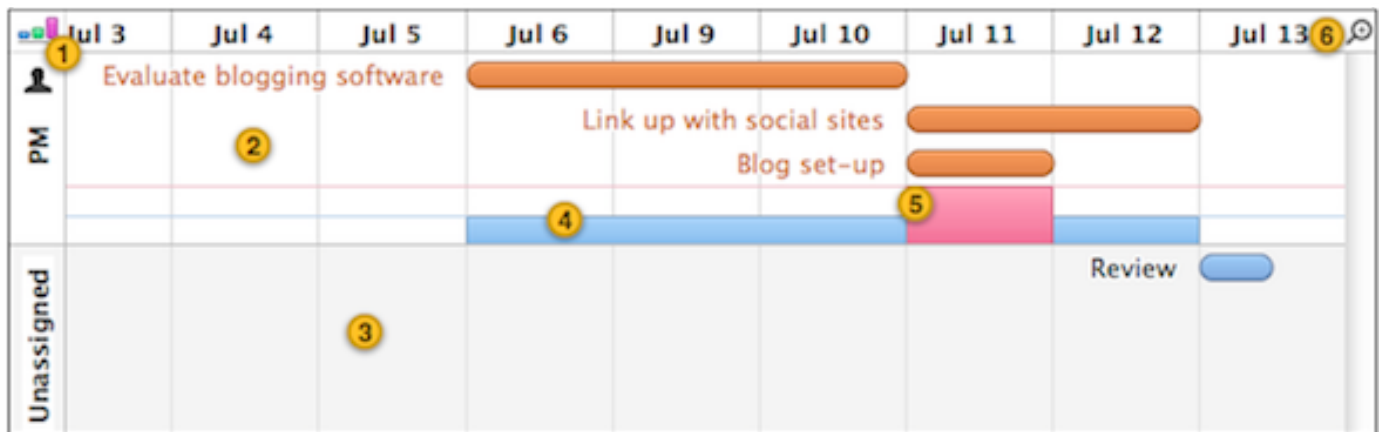 Jul 3 Jul 4 Jul 5 Jul 6 Jul 9 Jul 10 Jul 11 Jul 12 Jul 13 6
1
Evaluate blogging software
Link up with social sites
PM
2
Blog set-up
5
4
Review
Unassigned
3